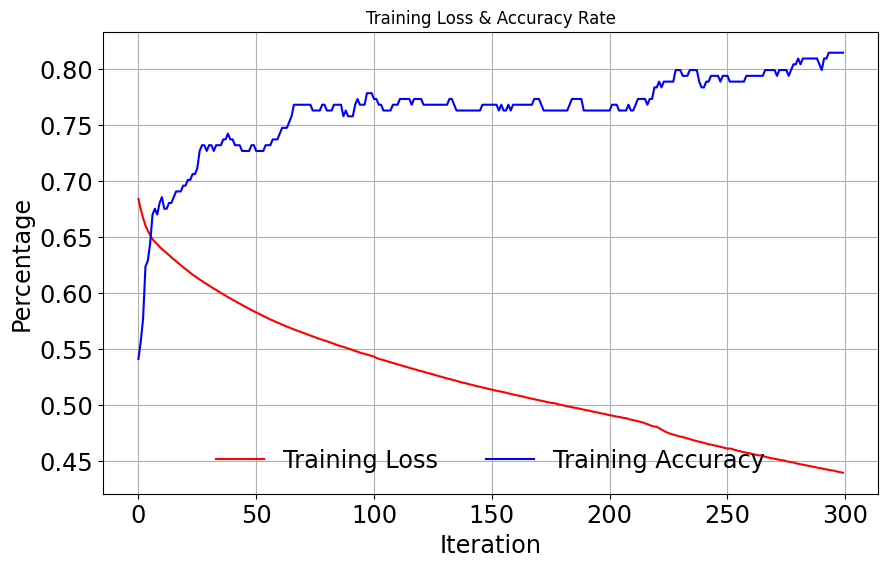 Training Loss & Accuracy Rate
Percentage
0.80
0.75
0.70
0.65
0.60
0.55
0.50
0.45
Training Loss
Training Accuracy
0 50 100 150 200 250 300
Iteration